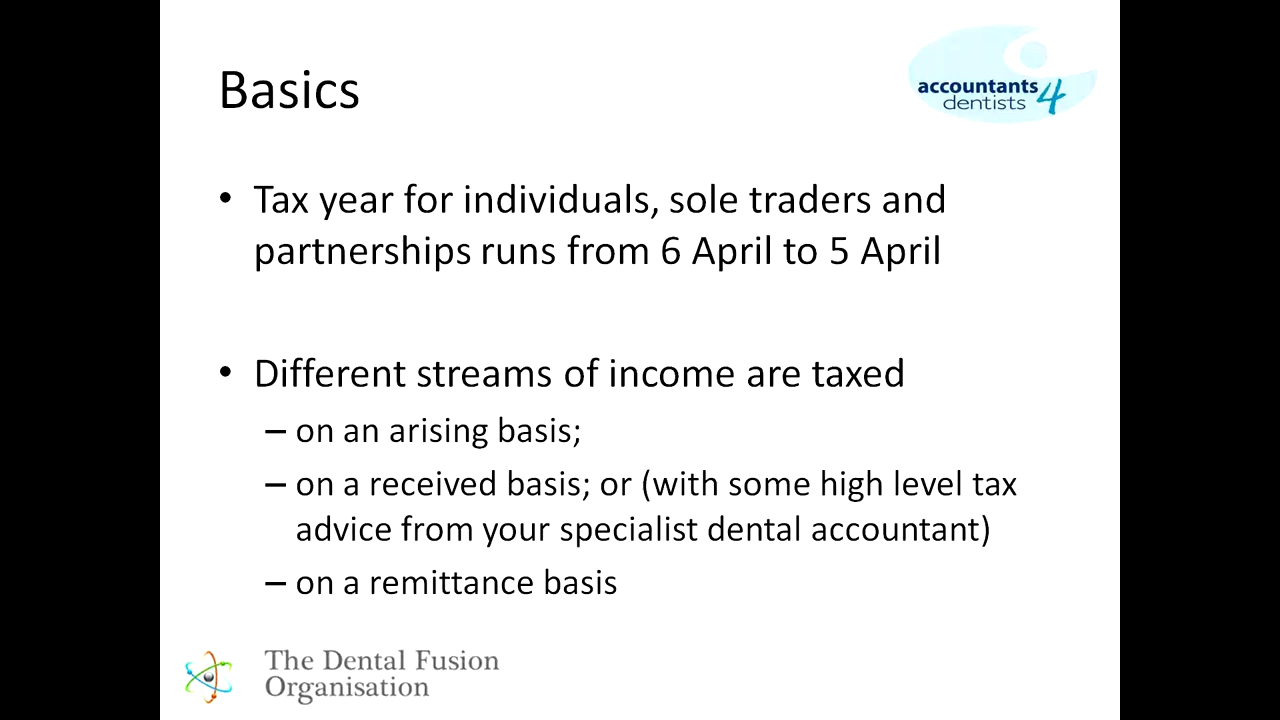 Basics
accountants 4
dentists
• Tax year for individuals, sole traders and
partnerships runs from 6 April to 5 April
• Different streams of income are taxed
– on an arising basis;
– on a received basis; or (with some high level tax
advice from your specialist dental accountant)
– on a remittance basis
The Dental Fusion
Organisation